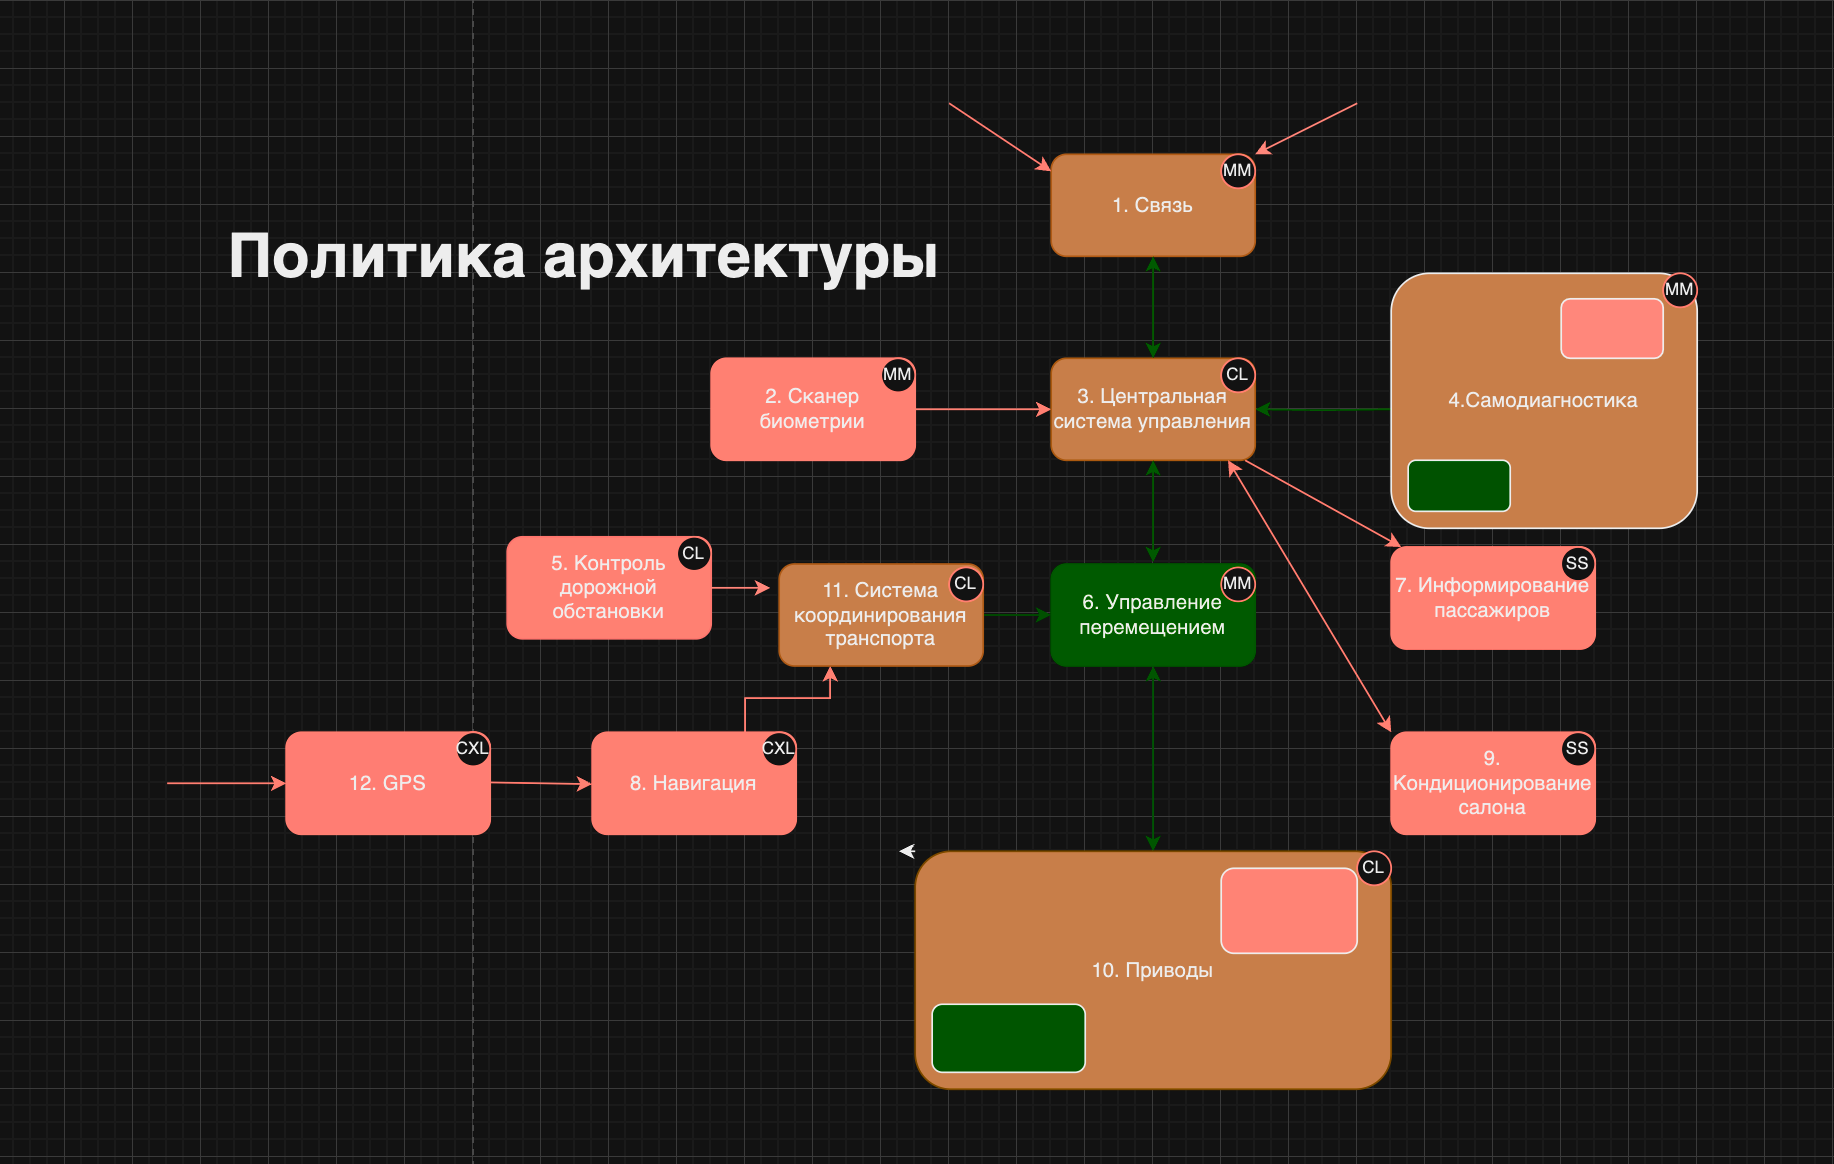 MM
1. Связь
Политика архитектуры
MM
4.Самодиагностика
MM
2. Сканер
биометрии
CL
3. Центральная
система управления
CL
5. Контроль
дорожной
обстановки
CL
11. Система
координирования
транспорта
MM
6. Управление
перемещением
SS
7. Информирование
пассажиров
CXL
12. GPS
CXL
8. Навигация
SS
9.
Кондиционирование
салона
CL
10. Приводы